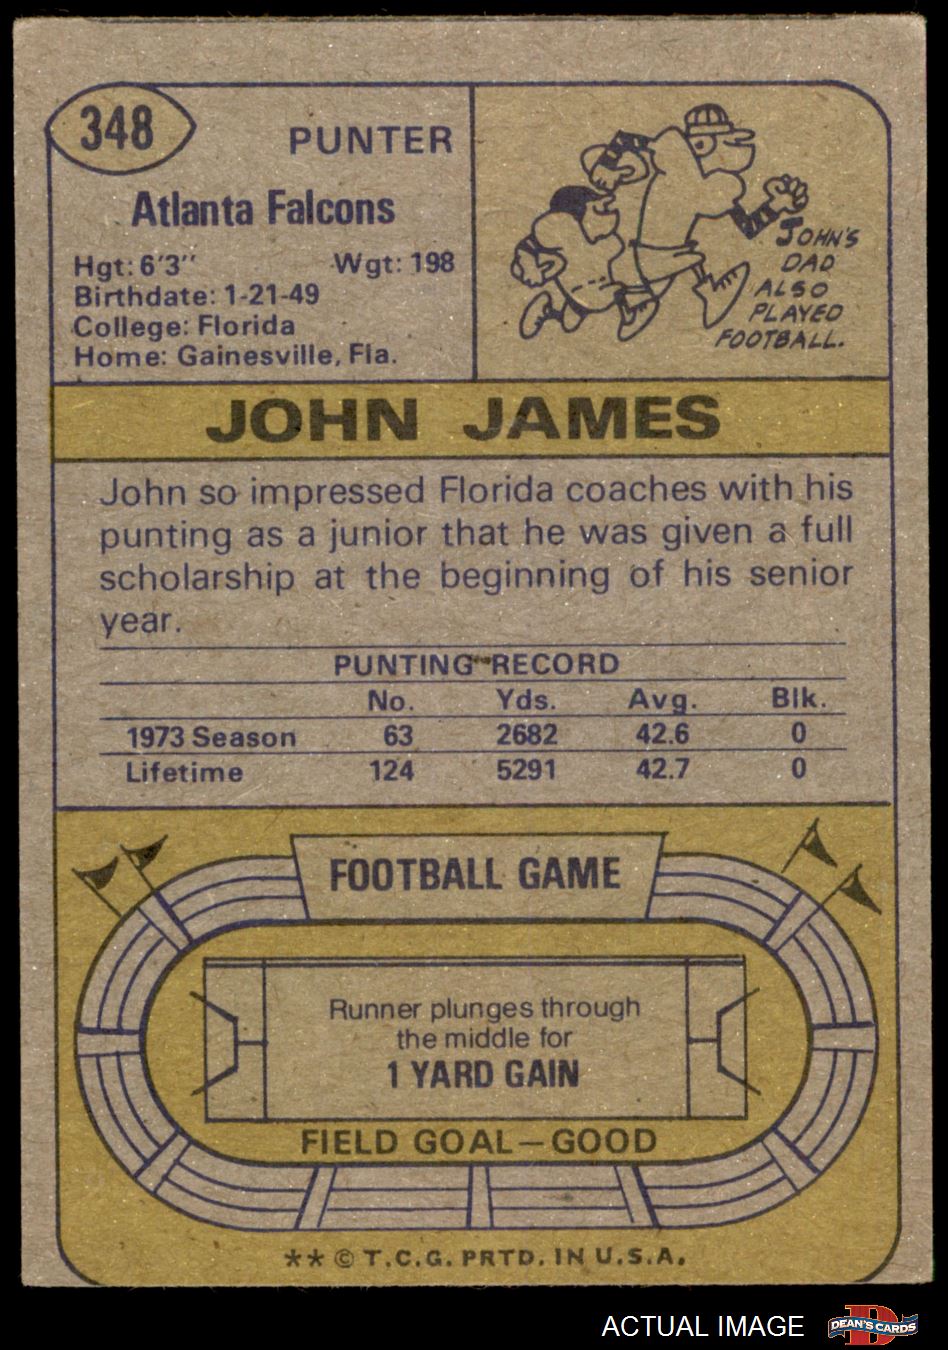 348
PUNTER
Atlanta Falcons
Hgt: 6'3" Wgt: 198
Birthdate: 1-21-49
College: Florida
Home: Gainesville, Fla.
JOHN'S
DAD
ALSO
PLAYED
FOOTBALL.
JOHN JAMES
John so impressed Florida coaches with his
punting as a junior that he was given a full
scholarship at the beginning of his senior
year.
PUNTING RECORD
No. Yds. Avg. Blk.
1973 Season 63 2682 42.6 0
Lifetime 124 5291 42.7 0
FOOTBALL GAME
Runner plunges through
the middle for
1 YARD GAIN
FIELD GOAL—GOOD
** © T.C.G. PRTD. IN U.S.A.
ACTUAL IMAGE
D
DEAN'S CARDS